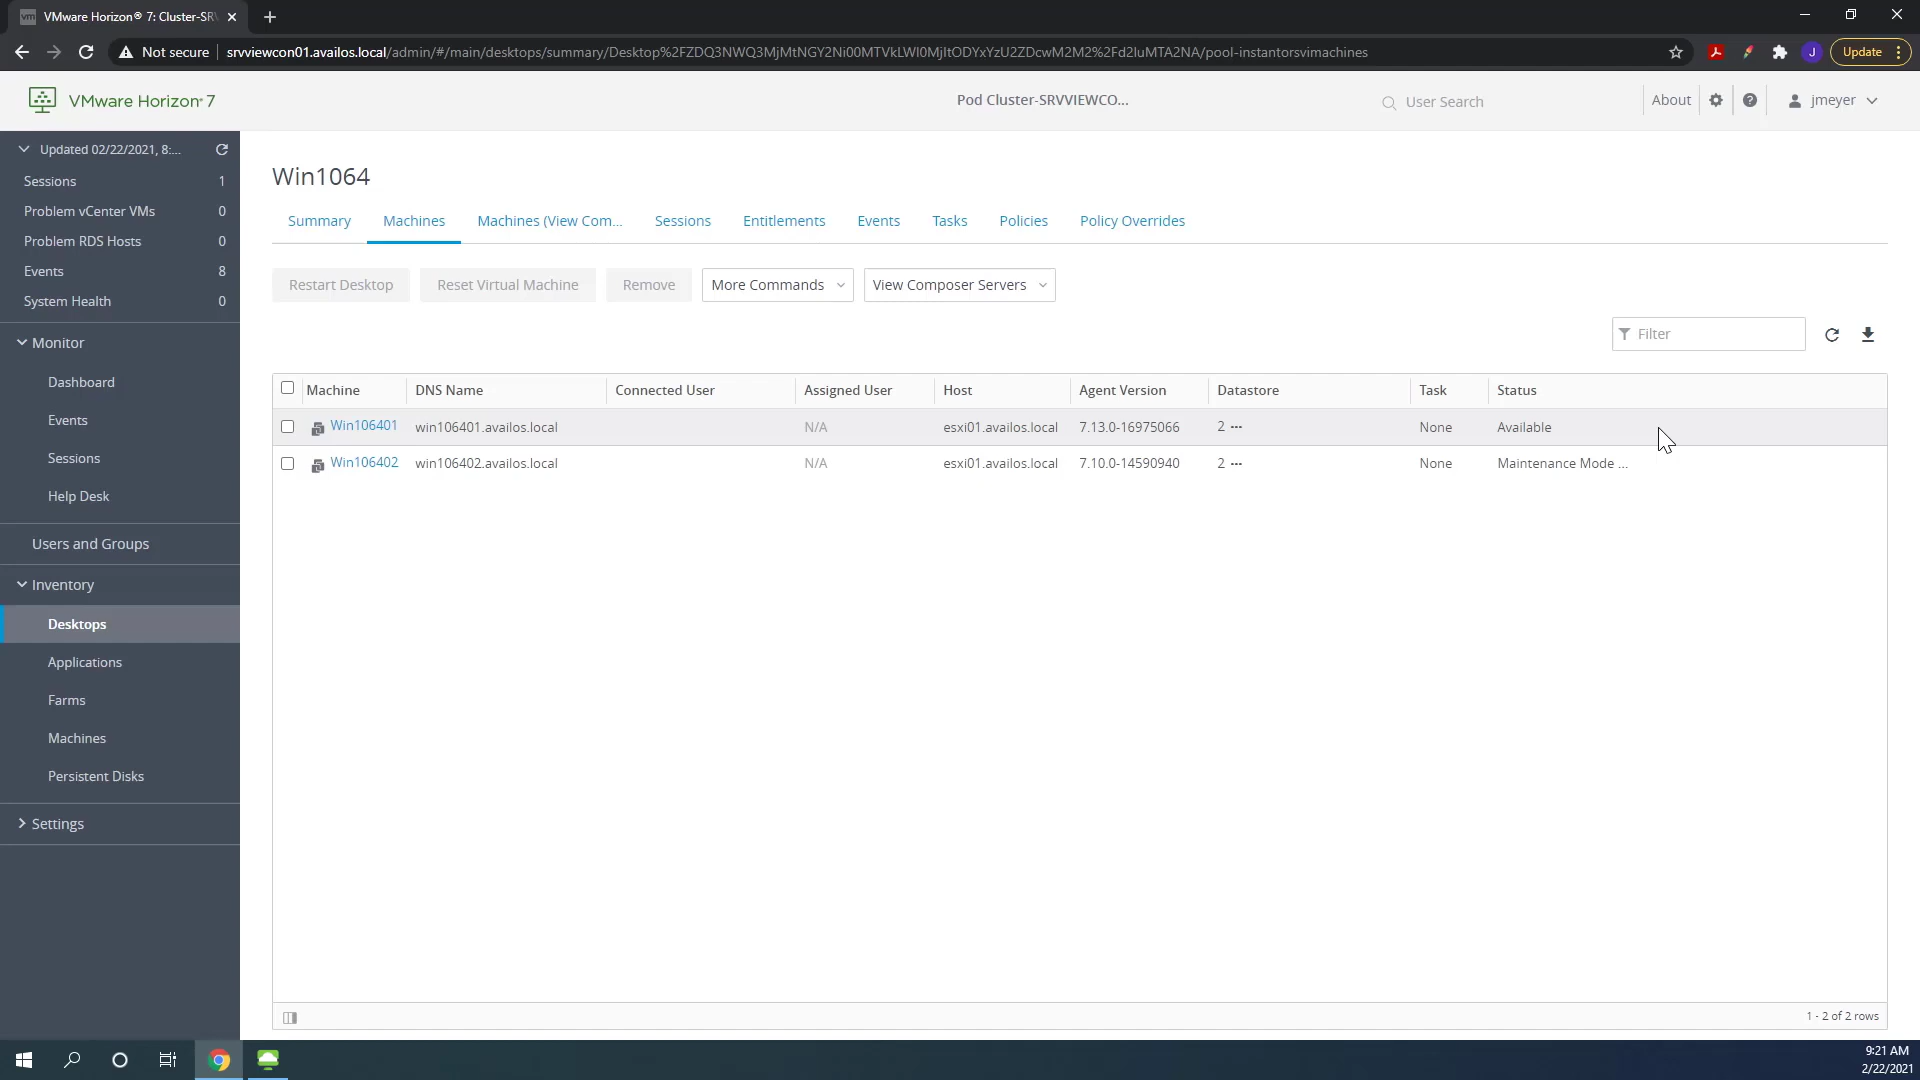 VMware Horizon® 7: Cluster-SRV
Not secure srvviewcon01.availos.local/admin/#/main/desktops/summary/Desktop%2FZDQ3NWQ3MjMtNGY2Ni00MTVkLWI0MjItODYxYzU2ZDcwM2M2%2Fd2luMTA2NA/pool-instantorsvimachines
J
Update
vm
VMware Horizon® 7
Pod Cluster-SRVVIEWCO...
User Search
About
jmeyer
Updated 02/22/2021, 8:...
Sessions 1
Problem vCenter VMs 0
Problem RDS Hosts 0
Events 8
System Health 0
Monitor
Dashboard
Events
Sessions
Help Desk
Users and Groups
Inventory
Desktops
Applications
Farms
Machines
Persistent Disks
Settings
Win1064
Summary Machines Machines (View Com... Sessions Entitlements Events Tasks Policies Policy Overrides
Restart Desktop Reset Virtual Machine Remove More Commands View Composer Servers
Filter
Machine DNS Name Connected User Assigned User Host Agent Version Datastore Task Status
Win106401 win106401.availos.local N/A esxi01.availos.local 7.13.0-16975066 2 ... None Available
Win106402 win106402.availos.local N/A esxi01.availos.local 7.10.0-14590940 2 ... None Maintenance Mode ...
1 - 2 of 2 rows
9:21 AM
2/22/2021